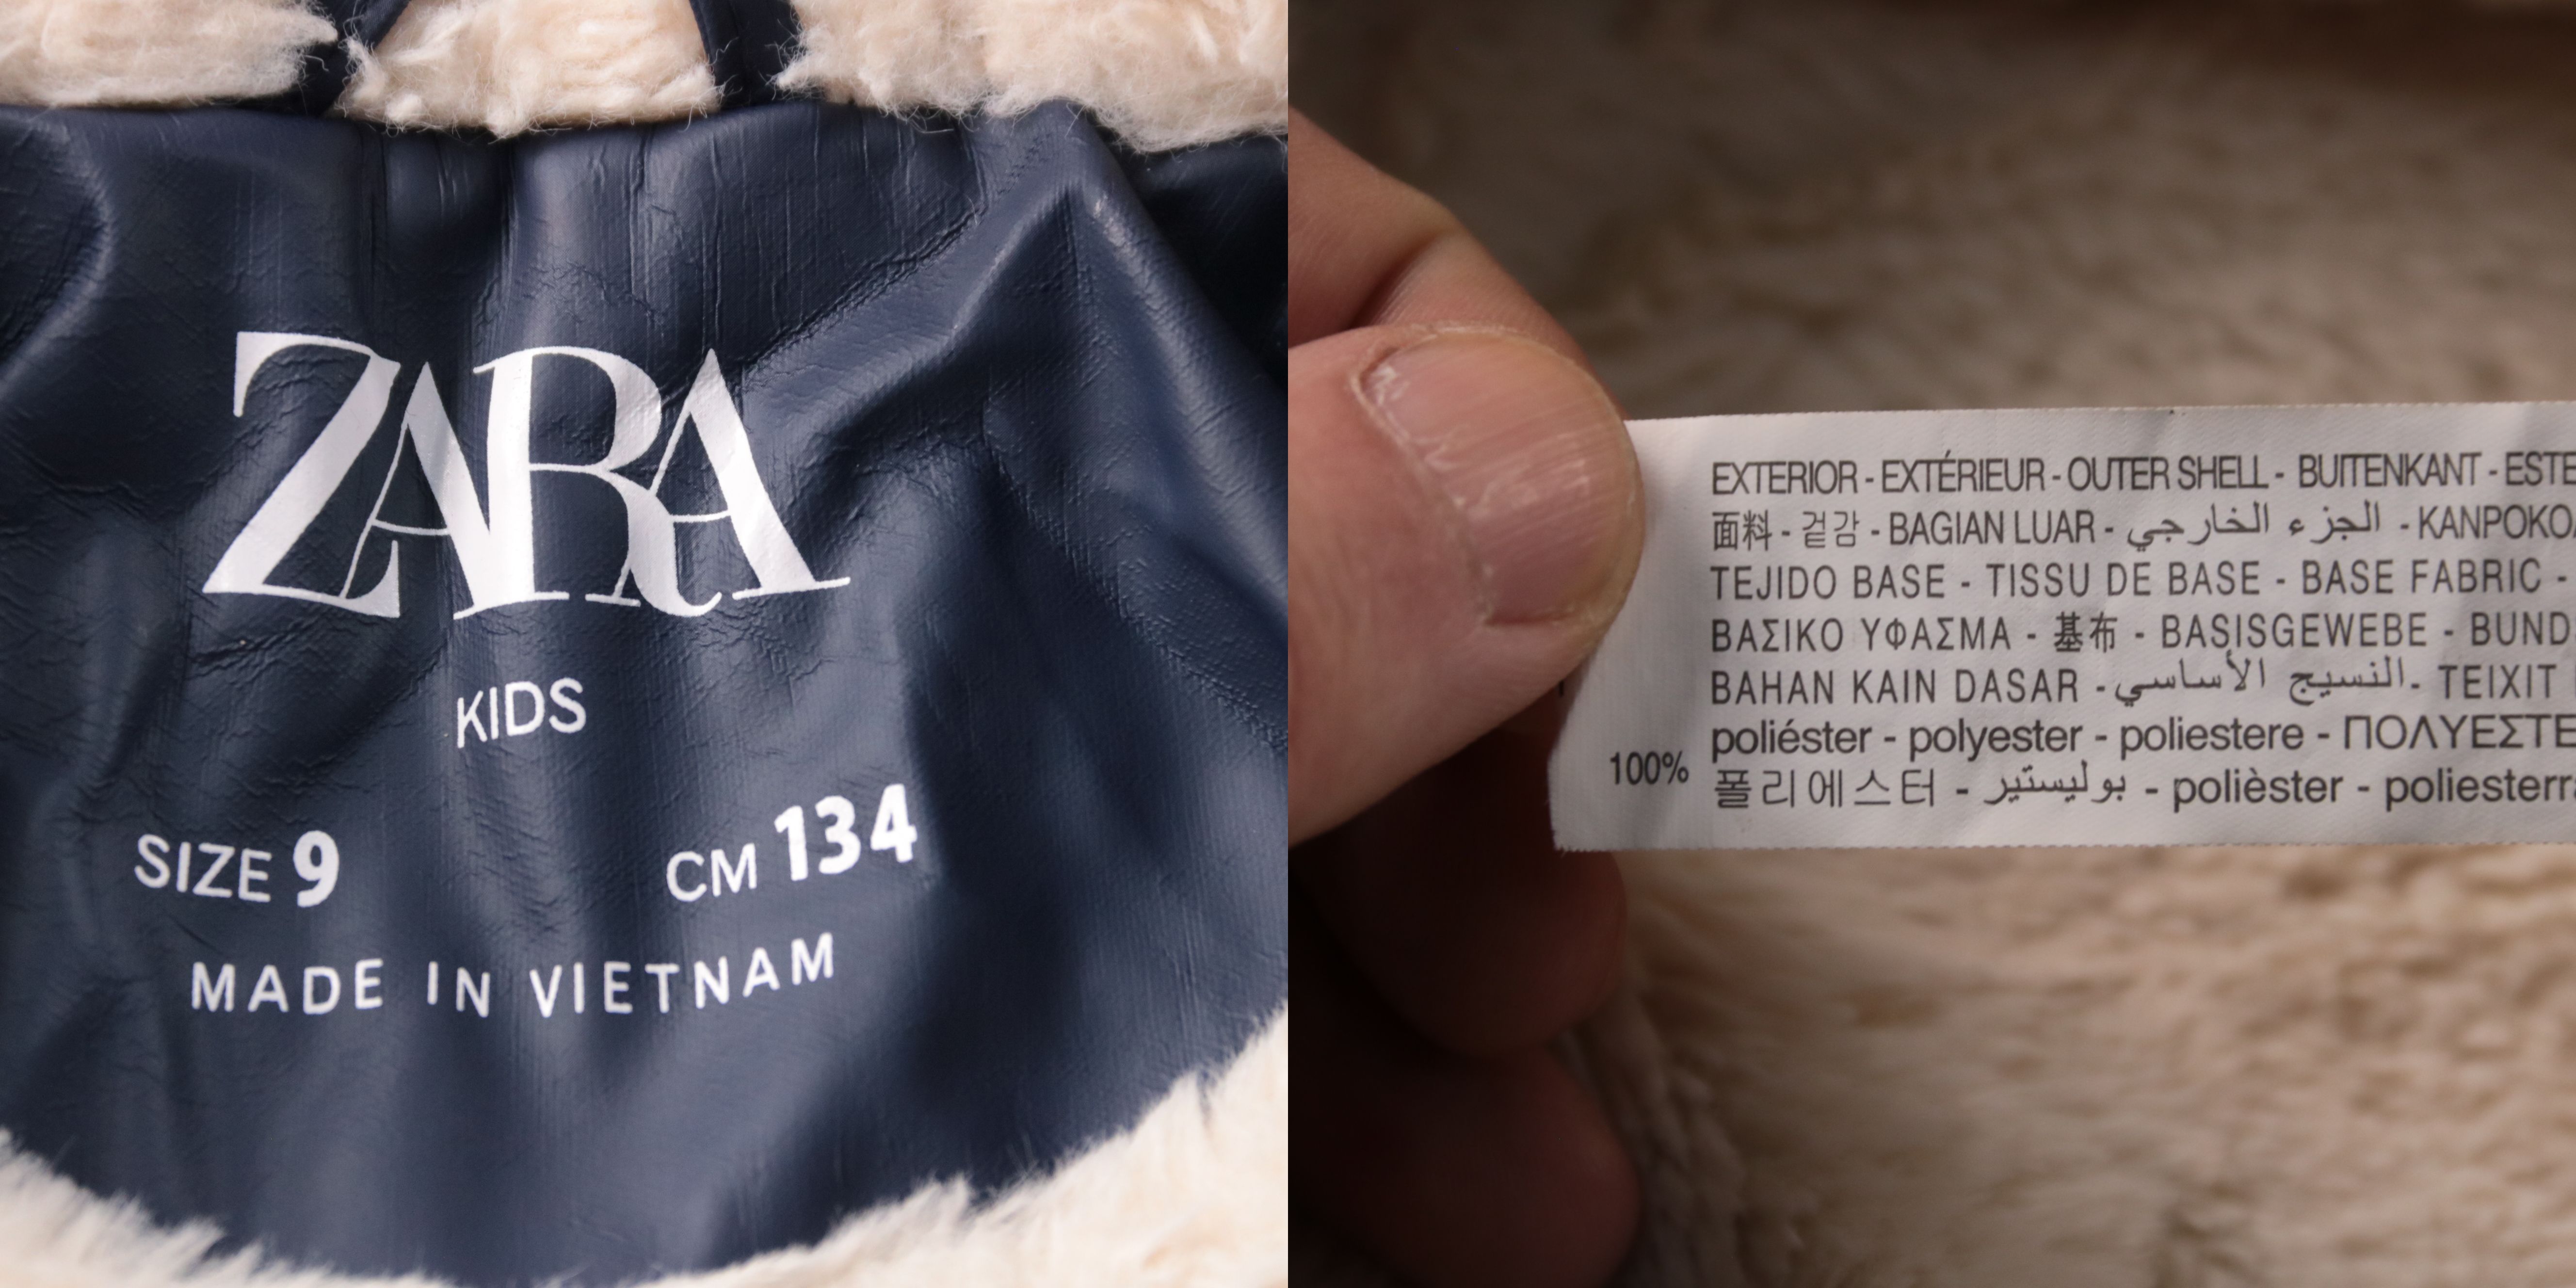 ZARA
KIDS
SIZE 9
CM 134
MADE IN VIETNAM
EXTERIOR - EXTÉRIEUR - OUTER SHELL - BUITENKANT -
面料 - 겉감 - BAGIAN LUAR - الجزء الخارجي -
TEJIDO BASE - TISSU DE BASE - BASE FABRIC -
ΒΑΣΙΚΟ ΥΦΑΣΜΑ - 基布 - BASISGEWEBE -
BAHAN KAIN DASAR - النسيج الأساسي - TEIXIT
poliéster - polyester - poliestere -
100% 폴리에스터 - بوليستير - polièster -